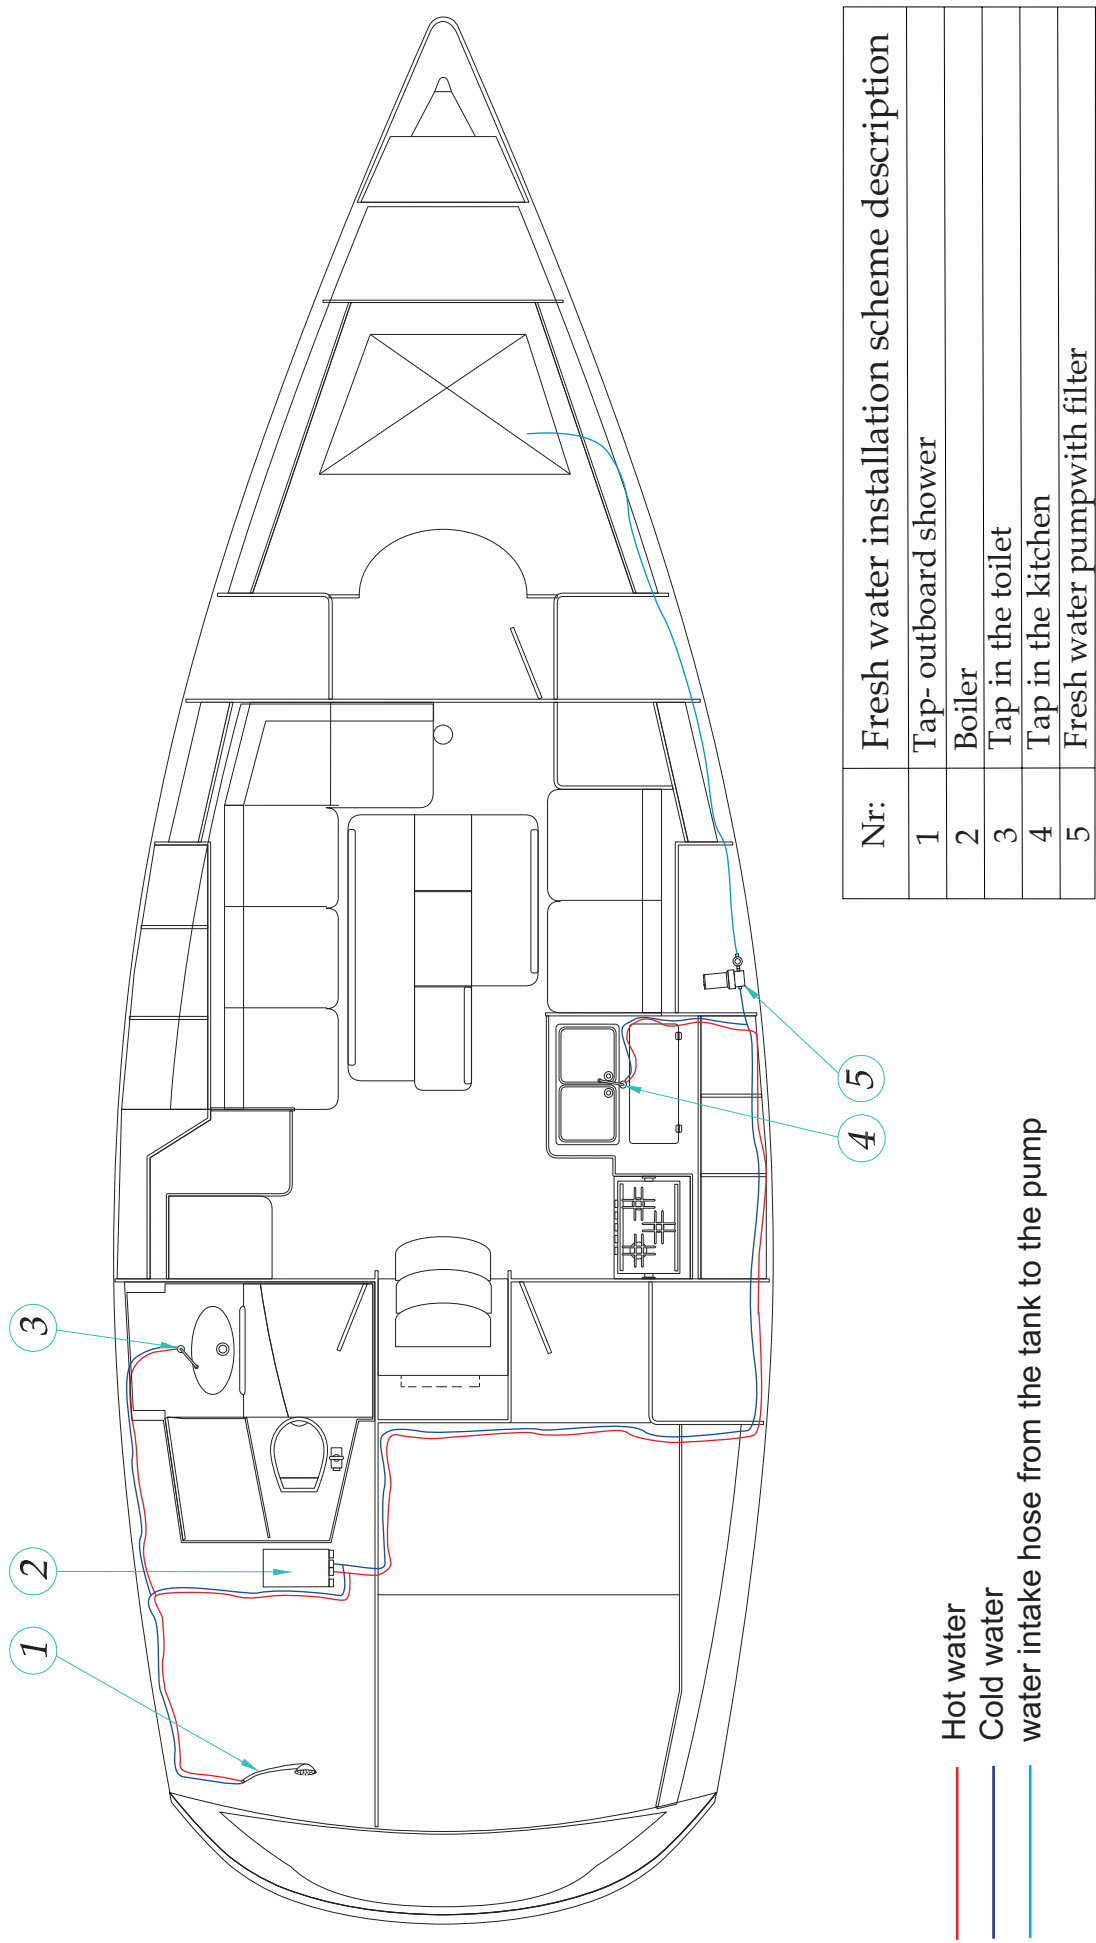 Nr: Fresh water installation scheme description
1 Tap- outboard shower
2 Boiler
3 Tap in the toilet
4 Tap in the kitchen
5 Fresh water pumpwith filter
1
2
3
4
5
Hot water
Cold water
water intake hose from the tank to the pump